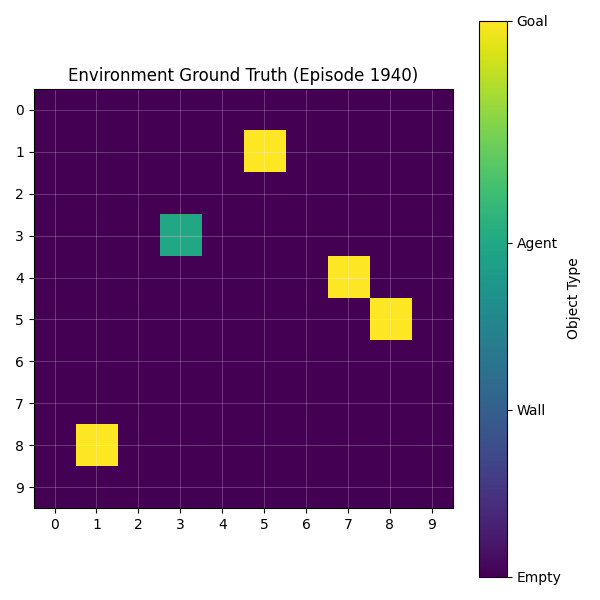 Environment Ground Truth (Episode 1940)
Goal
Agent
Wall
Empty
Object Type
0
1
2
3
4
5
6
7
8
9
0 1 2 3 4 5 6 7 8 9